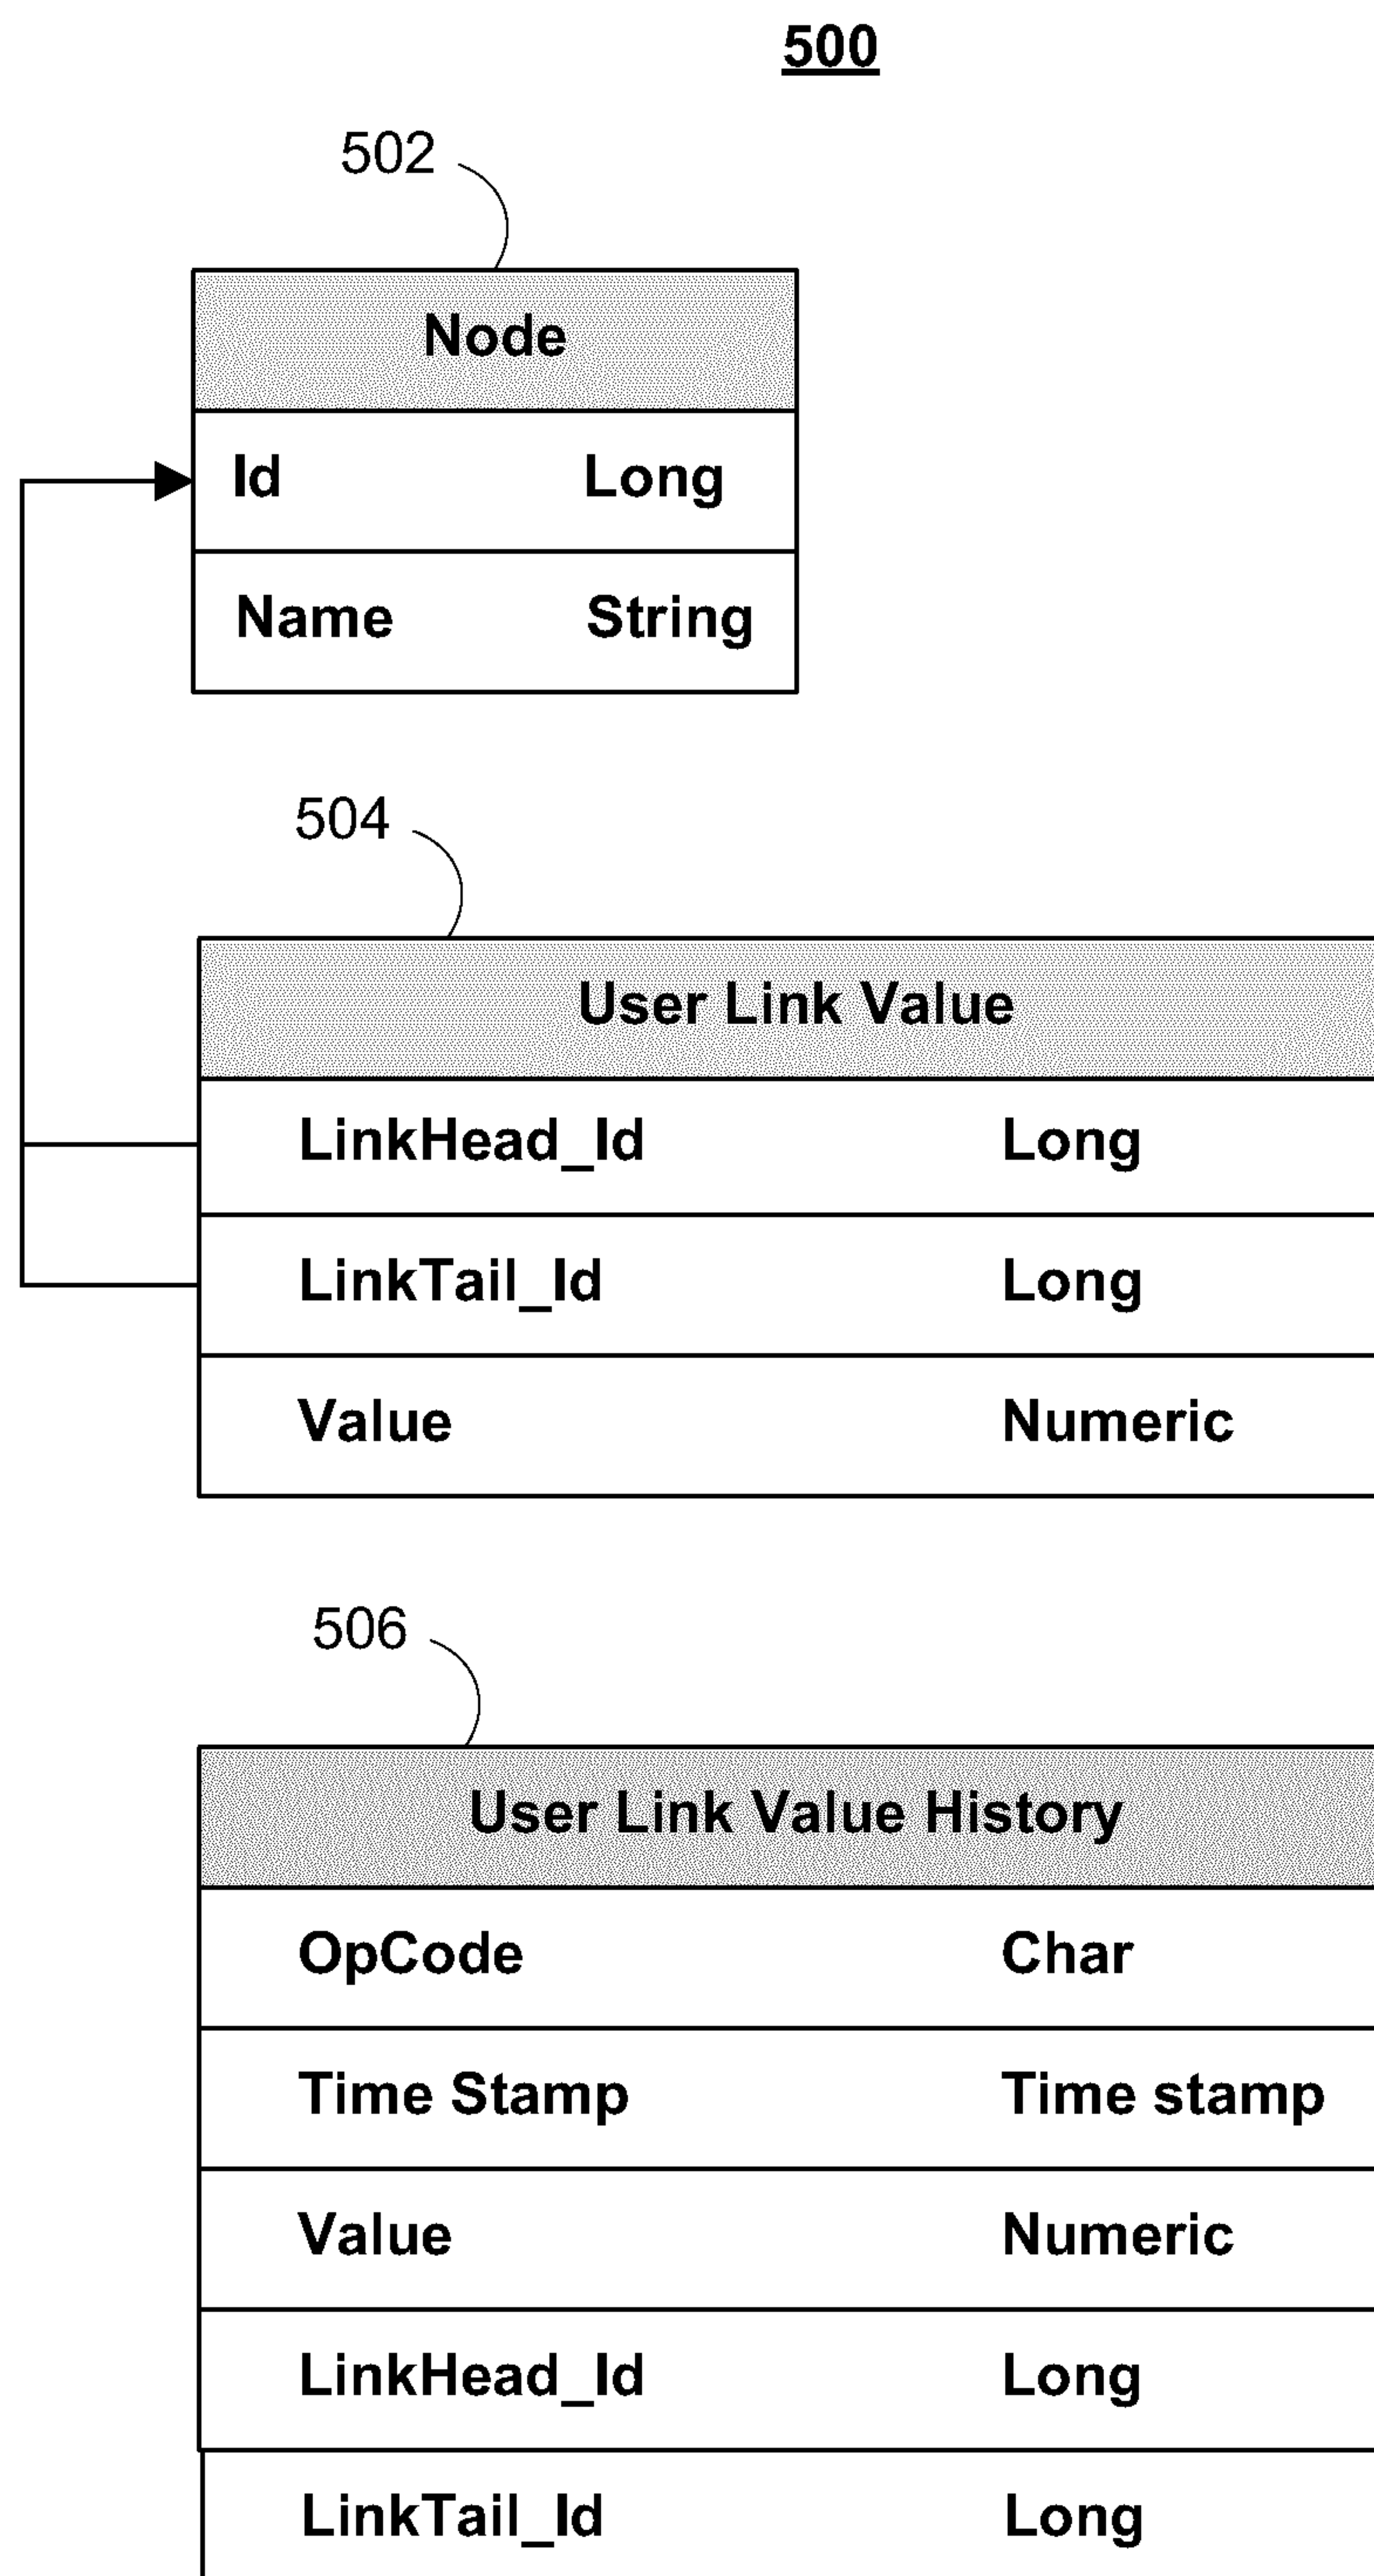 500
502
Node
Id Long
Name String
504
User Link Value
LinkHead_Id Long
LinkTail_Id Long
Value Numeric
506
User Link Value History
OpCode Char
Time Stamp Time stamp
Value Numeric
LinkHead_Id Long
LinkTail_Id Long